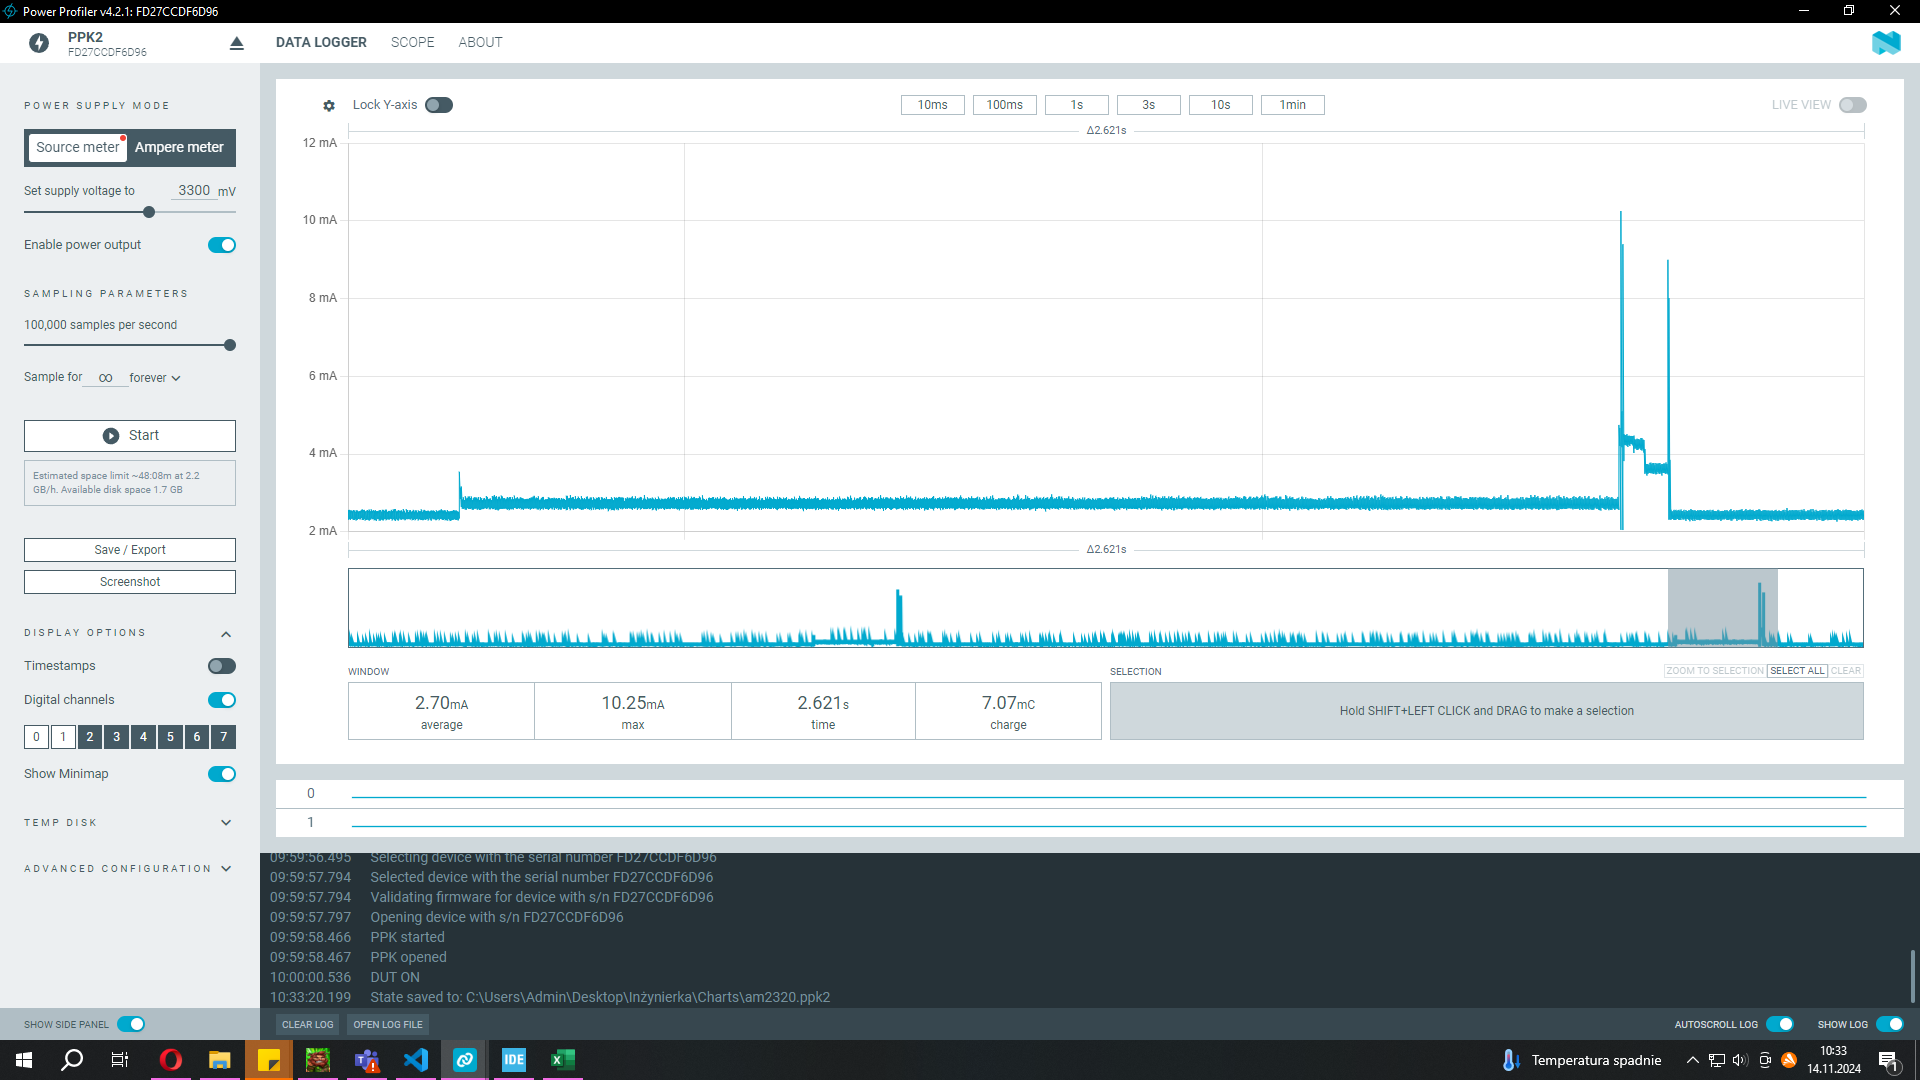 Power Profiler v4.2.1: FD27CCDF6D96
PPK2
FD27CCDF6D96
DATA LOGGER SCOPE ABOUT
POWER SUPPLY MODE
Source meter Ampere meter
Set supply voltage to 3300 mV
Enable power output
SAMPLING PARAMETERS
100,000 samples per second
Sample for ∞ forever
Start
Estimated space limit ~48:08m at 2.2
GB/h. Available disk space 1.7 GB
Save / Export
Screenshot
DISPLAY OPTIONS
Timestamps
Digital channels
0 1 2 3 4 5 6 7
Show Minimap
TEMP DISK
ADVANCED CONFIGURATION
SHOW SIDE PANEL
Lock Y-axis
10ms 100ms 1s 3s 10s 1min
LIVE VIEW
Δ2.621s
12 mA
10 mA
8 mA
6 mA
4 mA
2 mA
Δ2.621s
WINDOW
2.70mA
average
10.25mA
max
2.621s
time
7.07mC
charge
SELECTION
ZOOM TO SELECTION SELECT ALL CLEAR
Hold SHIFT+LEFT CLICK and DRAG to make a selection
0
1
09:59:56.495 Selecting device with the serial number FD27CCDF6D96
09:59:57.794 Selected device with the serial number FD27CCDF6D96
09:59:57.794 Validating firmware for device with s/n FD27CCDF6D96
09:59:57.797 Opening device with s/n FD27CCDF6D96
09:59:58.466 PPK started
09:59:58.467 PPK opened
10:00:00.536 DUT ON
10:33:20.199 State saved to: C:\Users\Admin\Desktop\Inżynierka\Charts\am2320.ppk2
CLEAR LOG OPEN LOG FILE
AUTOSCROLL LOG SHOW LOG
IDE
Temperatura spadnie
10:33
14.11.2024
1